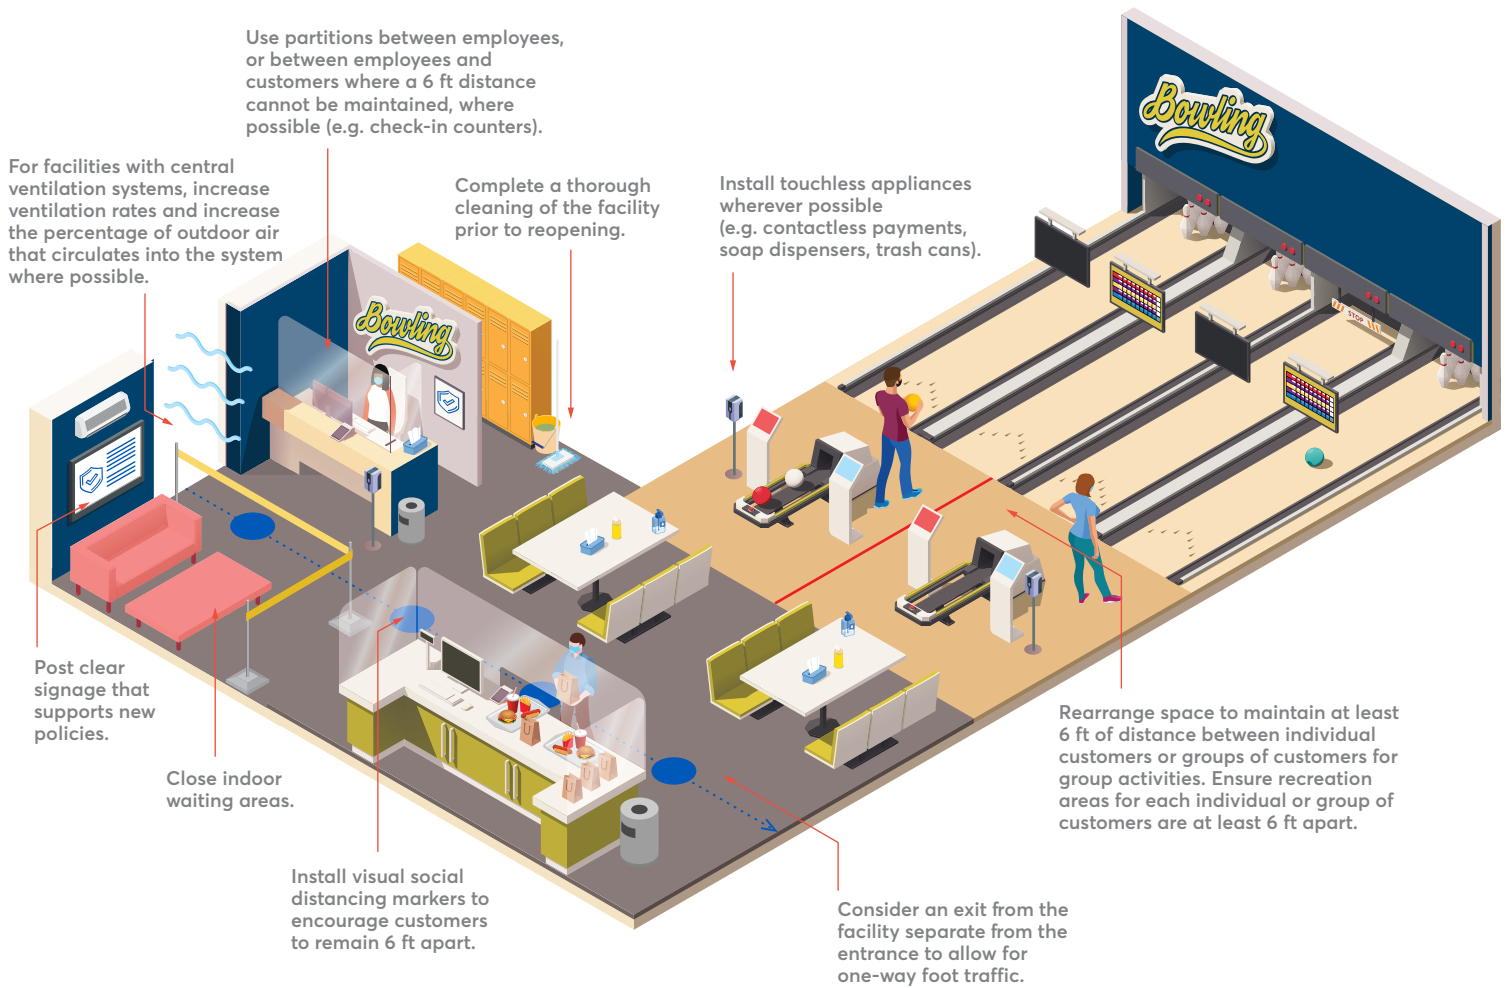 Use partitions between employees,
or between employees and
customers where a 6 ft distance
cannot be maintained, where
possible (e.g. check-in counters).
For facilities with central
ventilation systems, increase
ventilation rates and increase
the percentage of outdoor air
that circulates into the system
where possible.
Complete a thorough
cleaning of the facility
prior to reopening.
Install touchless appliances
wherever possible
(e.g. contactless payments,
soap dispensers, trash cans).
Bowling
Bowling
STOP
Post clear
signage that
supports new
policies.
Close indoor
waiting areas.
Install visual social
distancing markers to
encourage customers
to remain 6 ft apart.
Consider an exit from the
facility separate from the
entrance to allow for
one-way foot traffic.
Rearrange space to maintain at least
6 ft of distance between individual
customers or groups of customers for
group activities. Ensure recreation
areas for each individual or group of
customers are at least 6 ft apart.